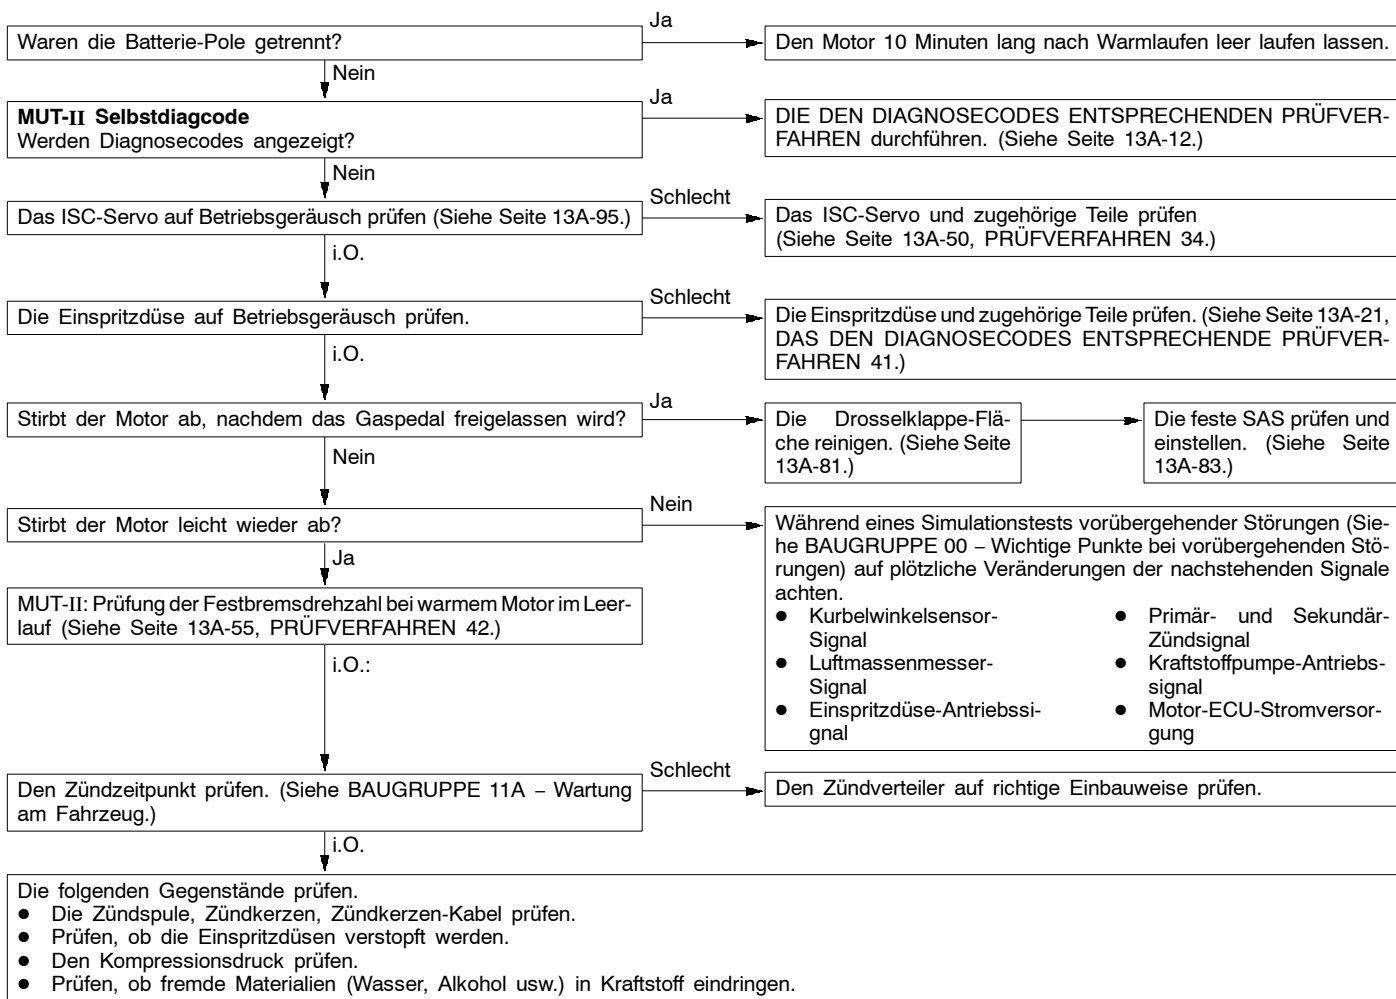 Waren die Batterie-Pole getrennt?
Ja
Den Motor 10 Minuten lang nach Warmlaufen leer laufen lassen.
Nein
MUT-II Selbstdiagcode
Werden Diagnosecodes angezeigt?
Ja
DIE DEN DIAGNOSECODES ENTSPRECHENDEN PRÜFVER-
FAHREN durchführen. (Siehe Seite 13A-12.)
Nein
Das ISC-Servo auf Betriebsgeräusch prüfen (Siehe Seite 13A-95.)
Schlecht
Das ISC-Servo und zugehörige Teile prüfen
(Siehe Seite 13A-50, PRÜFVERFAHREN 34.)
i.O.
Die Einspritzdüse auf Betriebsgeräusch prüfen.
Schlecht
Die Einspritzdüse und zugehörige Teile prüfen. (Siehe Seite 13A-21,
DAS DEN DIAGNOSECODES ENTSPRECHENDE PRÜFVER-
FAHREN 41.)
i.O.
Stirbt der Motor ab, nachdem das Gaspedal freigelassen wird?
Ja
Die Drosselklappe-Flä-
che reinigen. (Siehe Seite
13A-81.)
Die feste SAS prüfen und
einstellen. (Siehe Seite
13A-83.)
Nein
Stirbt der Motor leicht wieder ab?
Nein
Während eines Simulationstests vorübergehender Störungen (Sie-
he BAUGRUPPE 00 – Wichtige Punkte bei vorübergehenden Stö-
rungen) auf plötzliche Veränderungen der nachstehenden Signale
achten.
● Kurbelwinkelsensor-
Signal
● Luftmassenmesser-
Signal
● Einspritzdüse-Antriebssi-
gnal
● Primär- und Sekundär-
Zündsignal
● Kraftstoffpumpe-Antriebs-
signal
● Motor-ECU-Stromversor-
gung
Ja
MUT-II: Prüfung der Festbremsdrehzahl bei warmem Motor im Leer-
lauf (Siehe Seite 13A-55, PRÜFVERFAHREN 42.)
i.O.:
Den Zündzeitpunkt prüfen. (Siehe BAUGRUPPE 11A – Wartung
am Fahrzeug.)
Schlecht
Den Zündverteiler auf richtige Einbauweise prüfen.
i.O.
Die folgenden Gegenstände prüfen.
● Die Zündspule, Zündkerzen, Zündkerzen-Kabel prüfen.
● Prüfen, ob die Einspritzdüsen verstopft werden.
● Den Kompressionsdruck prüfen.
● Prüfen, ob fremde Materialien (Wasser, Alkohol usw.) in Kraftstoff eindringen.